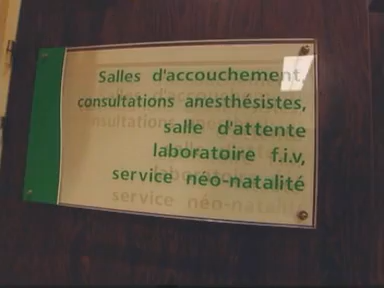 Salles d'accouchement,
consultations anesthésistes,
salle d'attente
laboratoire f.i.v,
service néo-natalité